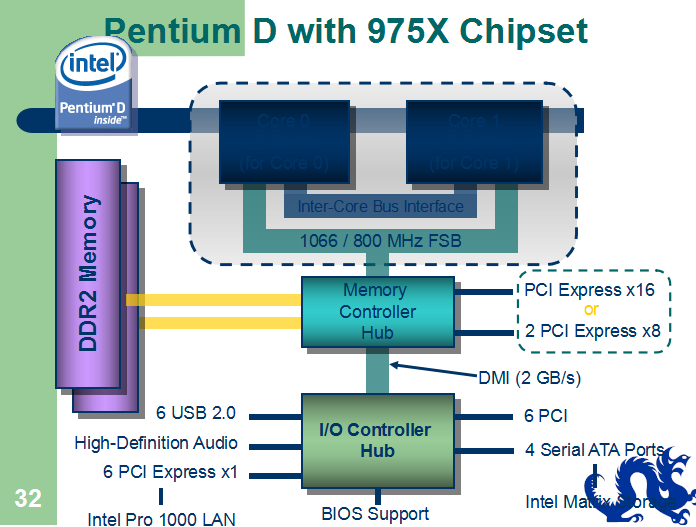 Pentium D with 975X Chipset
intel
Pentium® D
inside™
Core 0
(for Core 0)
Core 1
(for Core 1)
Inter-Core Bus Interface
1066 / 800 MHz FSB
DDR2 Memory
Memory
Controller
Hub
PCI Express x16
or
2 PCI Express x8
DMI (2 GB/s)
6 USB 2.0
High-Definition Audio
6 PCI Express x1
Intel Pro 1000 LAN
I/O Controller
Hub
BIOS Support
6 PCI
4 Serial ATA Ports
Intel Matrix Storage
32